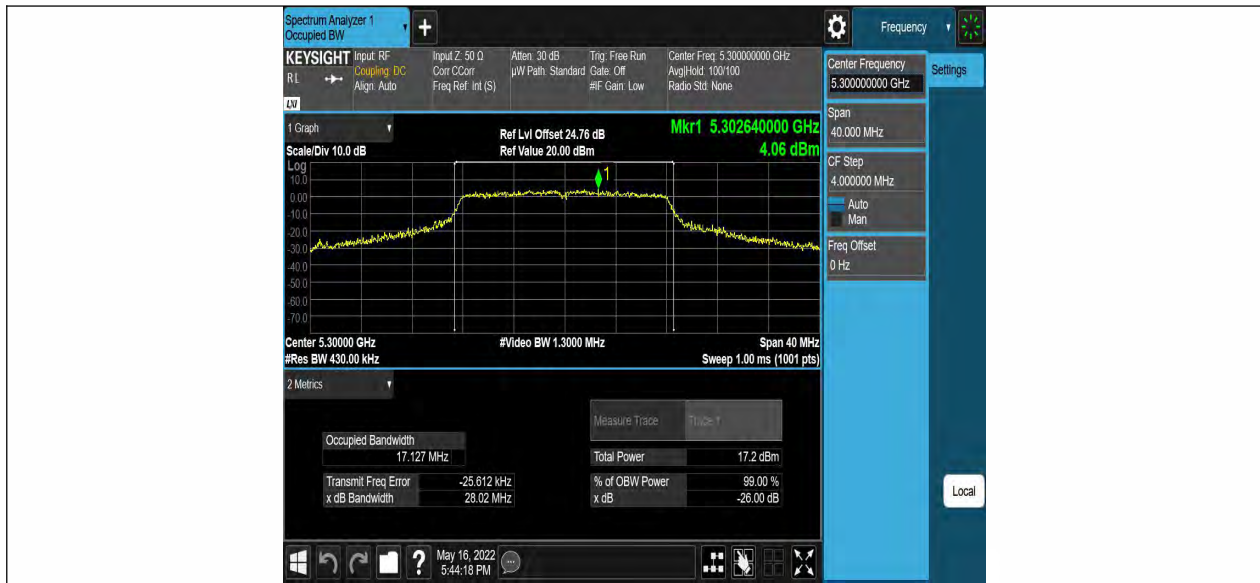 Spectrum Analyzer 1
Occupied BW
+
Frequency
KEYSIGHT
RL
LXI
Input: RF
Coupling: DC
Align: Auto
Input Z: 50 Ω
Corr CCorr
Freq Ref: Int (S)
Atten: 30 dB
µW Path: Standard
Trig: Free Run
Gate: Off
#IF Gain: Low
Center Freq: 5.300000000 GHz
Avg|Hold: 100/100
Radio Std: None
Center Frequency
5.300000000 GHz
Settings
Span
40.000 MHz
CF Step
4.000000 MHz
Auto
Man
Freq Offset
0 Hz
Local
1 Graph
Scale/Div 10.0 dB
Ref Lvl Offset 24.76 dB
Ref Value 20.00 dBm
Mkr1 5.302640000 GHz
4.06 dBm
Log
1
10.0
0.00
-10.0
-20.0
-30.0
-40.0
-50.0
-60.0
-70.0
Center 5.30000 GHz
#Video BW 1.3000 MHz
Span 40 MHz
#Res BW 430.00 kHz
Sweep 1.00 ms (1001 pts)
2 Metrics
Measure Trace
Trace 1
Occupied Bandwidth
17.127 MHz
Total Power 17.2 dBm
Transmit Freq Error -25.612 kHz
% of OBW Power 99.00 %
x dB Bandwidth 28.02 MHz
x dB -26.00 dB
?
May 16, 2022
5:44:18 PM